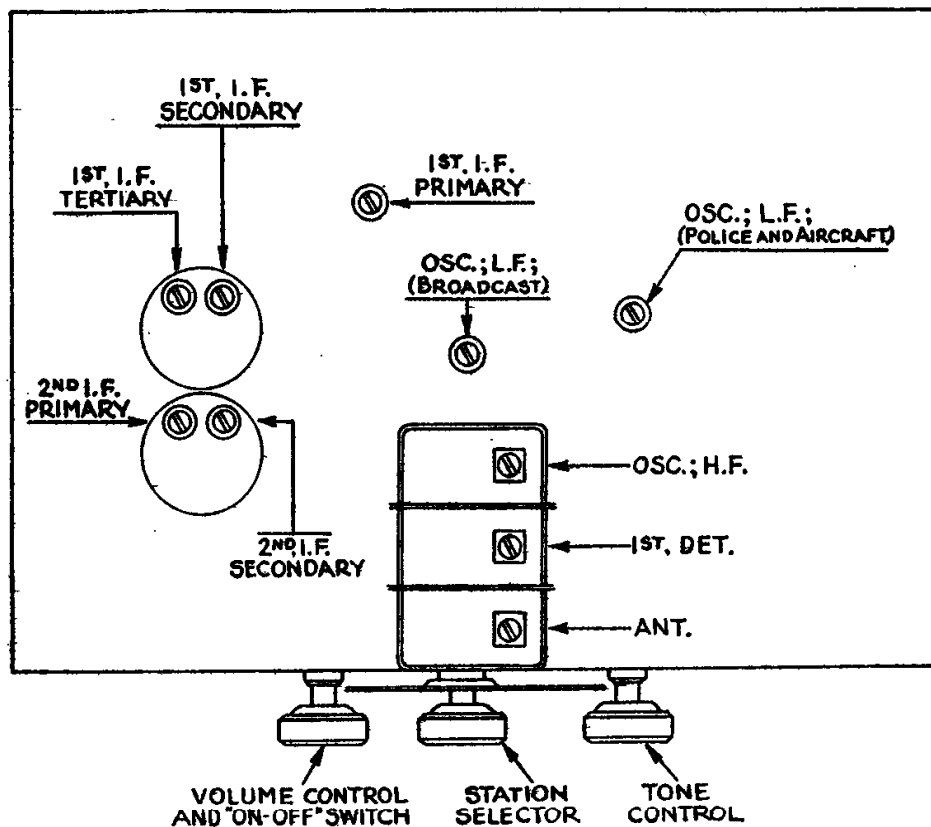 1ST, I.F.
SECONDARY
1ST, I.F.
TERTIARY
1ST, I.F.
PRIMARY
OSC.; L.F.;
(POLICE AND AIRCRAFT)
OSC.; L.F.;
(BROADCAST)
2ND I.F.
PRIMARY
OSC.; H.F.
1ST, DET.
2ND, I.F.
SECONDARY
ANT.
VOLUME CONTROL
AND "ON-OFF" SWITCH
STATION
SELECTOR
TONE
CONTROL